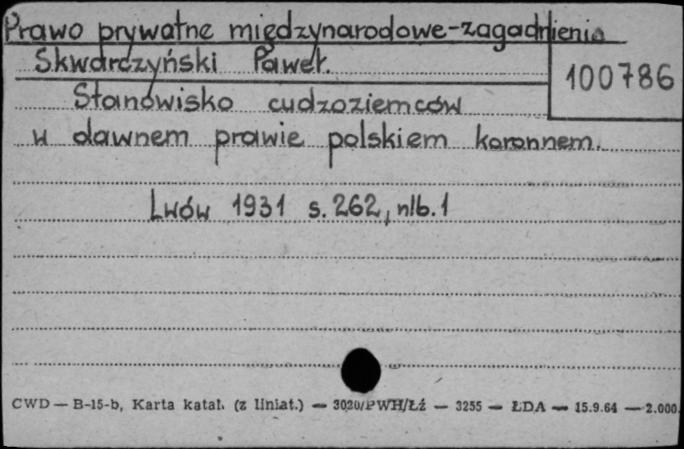 Prawo prywatne międzynarodowe-zagadnienia
Skwarczyński Paweł.
100786
Stanowisko cudzoziemców
w dawnem prawie polskiem koronnem.
Lwów 1931 s. 262, nlb. 1
CWD — B-15-b, Karta katal. (z liniat.) — 3020/PWH/Łź — 3255 — ŁDA — 15.9.64 — 2.000.